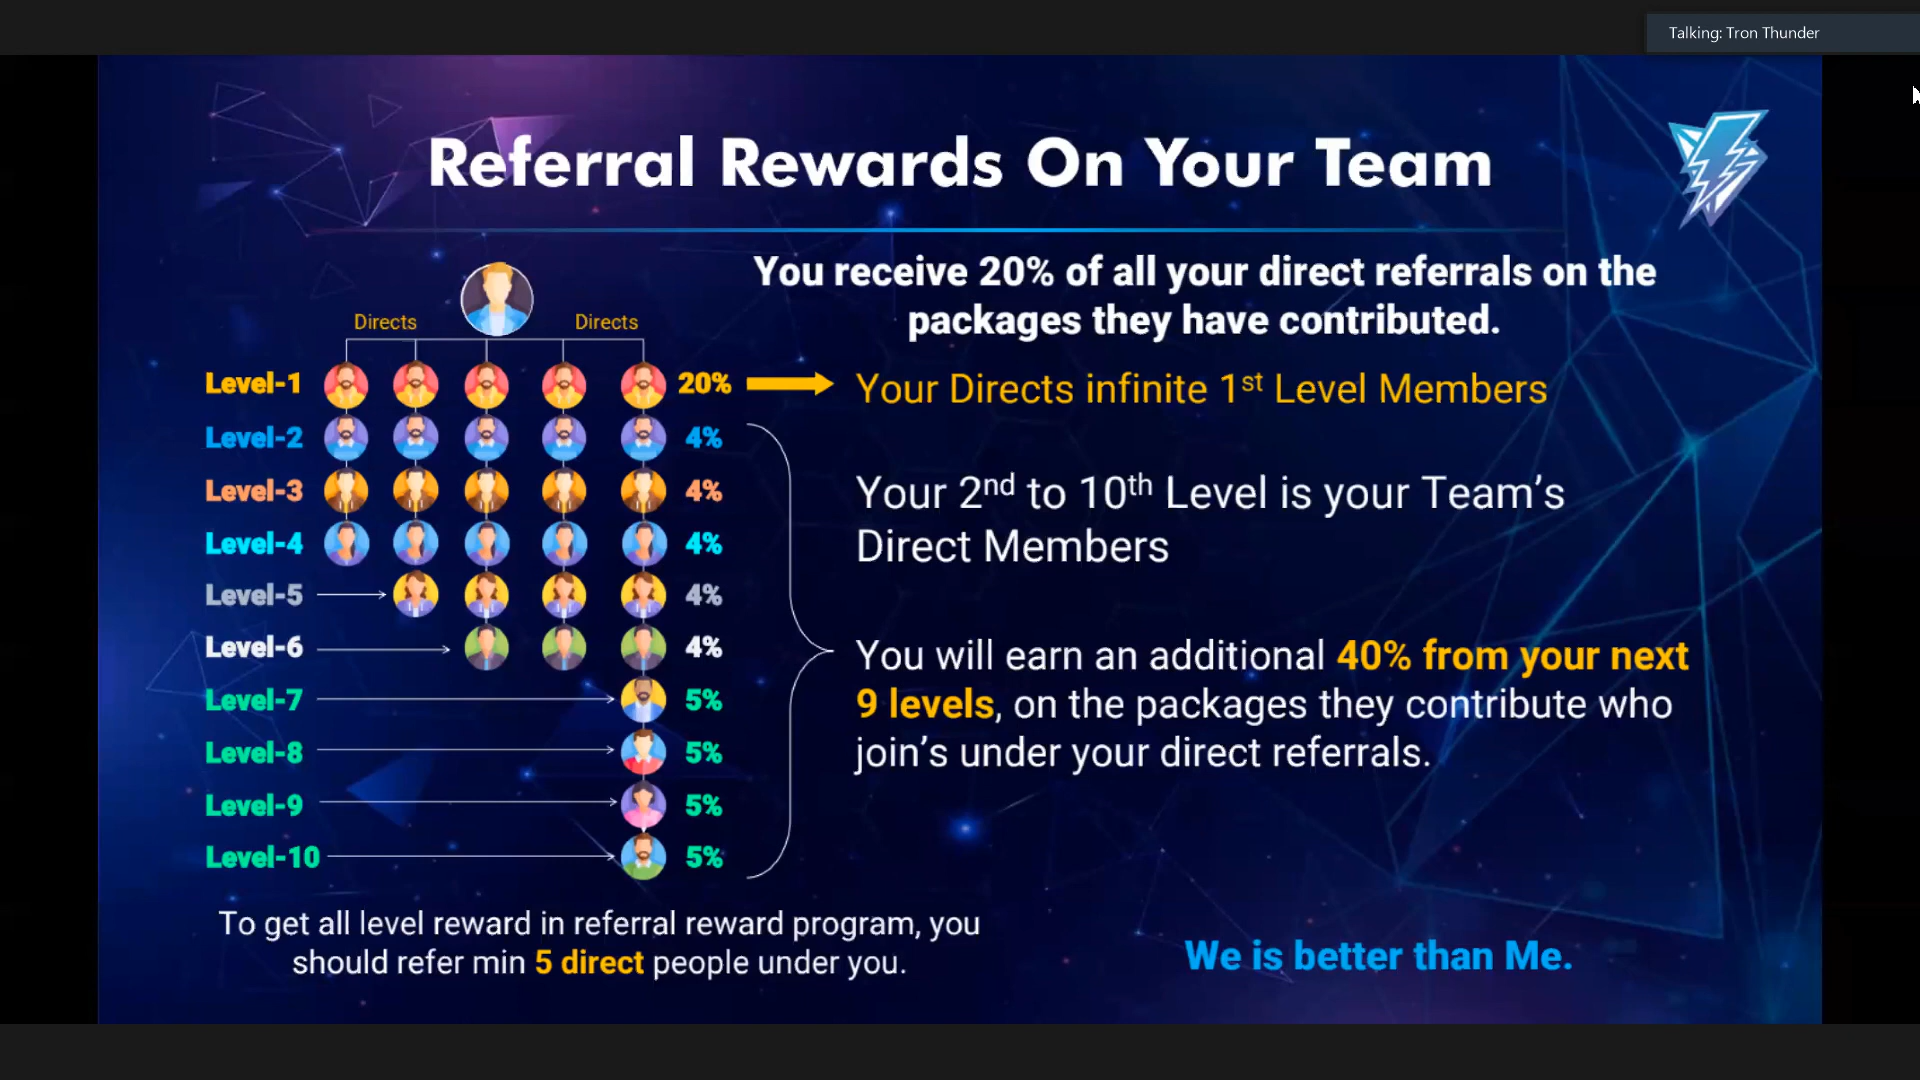 Talking: Tron Thunder
Referral Rewards On Your Team
You receive 20% of all your direct referrals on the
packages they have contributed.
Directs Directs
Level-1 20% Your Directs infinite 1st Level Members
Level-2 4%
Level-3 4%
Your 2nd to 10th Level is your Team’s
Direct Members
Level-4 4%
Level-5 4%
Level-6 4%
You will earn an additional 40% from your next
9 levels, on the packages they contribute who
join’s under your direct referrals.
Level-7 5%
Level-8 5%
Level-9 5%
Level-10 5%
To get all level reward in referral reward program, you
should refer min 5 direct people under you.
We is better than Me.